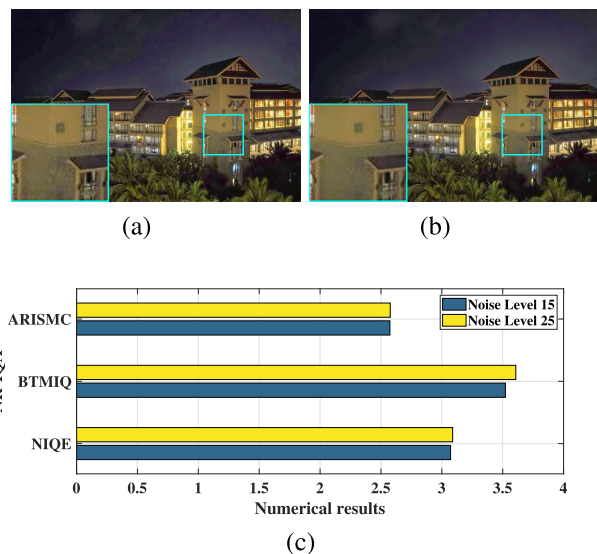 (a)
(b)
Noise Level 15
Noise Level 25
ARISMC
BTMIQ
NIQE
0 0.5 1 1.5 2 2.5 3 3.5 4
Numerical results
(c)